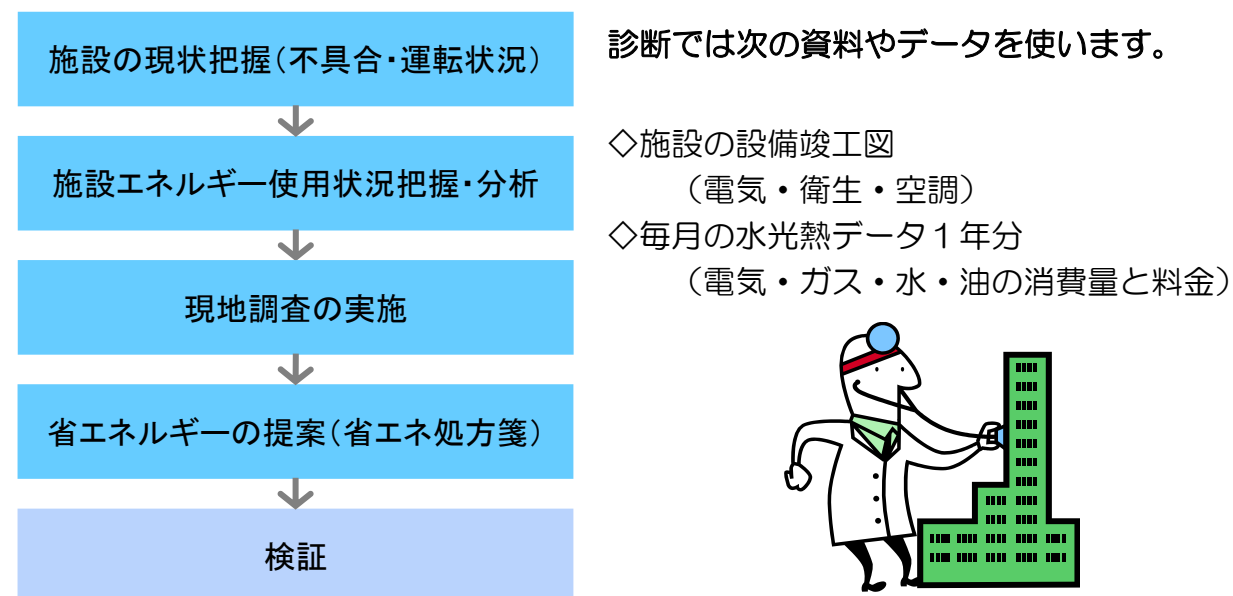 施設の現状把握(不具合・運転状況)
施設エネルギー使用状況把握・分析
現地調査の実施
省エネルギーの提案(省エネ処方箋)
検証
診断では次の資料やデータを使います。
◇施設の設備竣工図
(電気・衛生・空調)
◇毎月の水光熱データ1年分
(電気・ガス・水・油の消費量と料金)